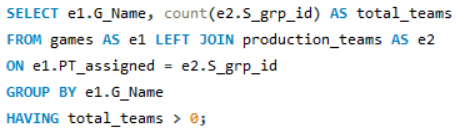 SELECT e1.G_Name, count(e2.S_grp_id) AS total_teams
FROM games AS e1 LEFT JOIN production_teams AS e2
ON e1.PT_assigned = e2.S_grp_id
GROUP BY e1.G_Name
HAVING total_teams > 0;